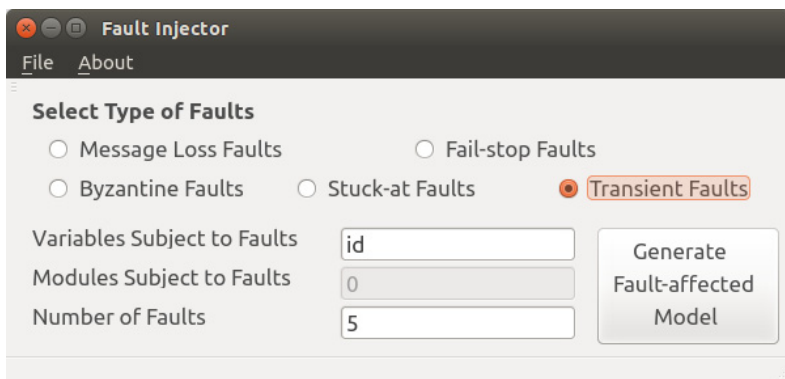 Fault Injector
File About
Select Type of Faults
Message Loss Faults Fail-stop Faults
Byzantine Faults Stuck-at Faults Transient Faults
Variables Subject to Faults id
Modules Subject to Faults 0
Number of Faults 5
Generate
Fault-affected
Model